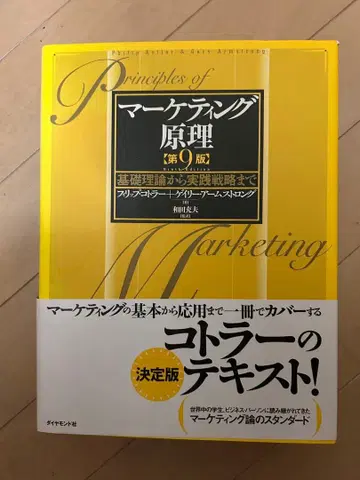 Philip Kotler & Gary Armstrong
Principles of
マーケティング
原理
【第9版】
Ninth Edition
基礎理論から実践戦略まで
フィリップ・コトラー+ゲイリー・アームストロング
[著]
和田充夫
[監訳]
Marketing
マーケティングの基本から応用まで一冊でカバーする
コトラーの
決定版
テキスト!
世界中の学生、ビジネス・パーソンに読み継がれてきた
マーケティング論のスタンダード
ダイヤモンド社